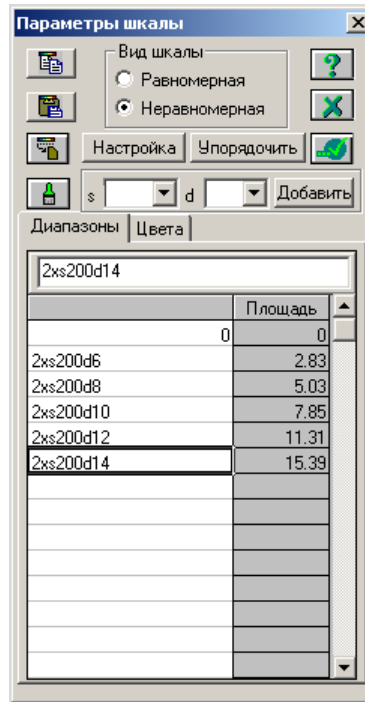 Параметры шкалы
Вид шкалы
Равномерная
Неравномерная
Настройка Упорядочить
s d Добавить
Диапазоны Цвета
2xs200d14
Площадь
0 0
2xs200d6 2.83
2xs200d8 5.03
2xs200d10 7.85
2xs200d12 11.31
2xs200d14 15.39